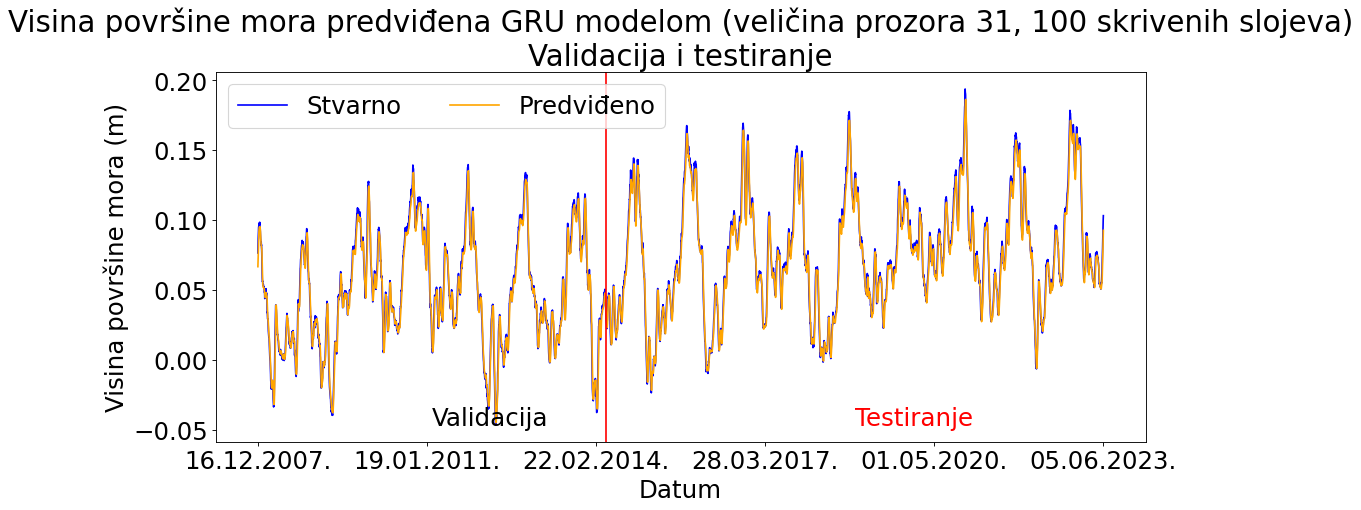 Visina površine mora predviđena GRU modelom (veličina prozora 31, 100 skrivenih slojeva)
Validacija i testiranje
Stvarno
Predviđeno
Visina površine mora (m)
0.20
0.15
0.10
0.05
0.00
−0.05
Validacija
Testiranje
16.12.2007.
19.01.2011.
22.02.2014.
28.03.2017.
01.05.2020.
05.06.2023.
Datum